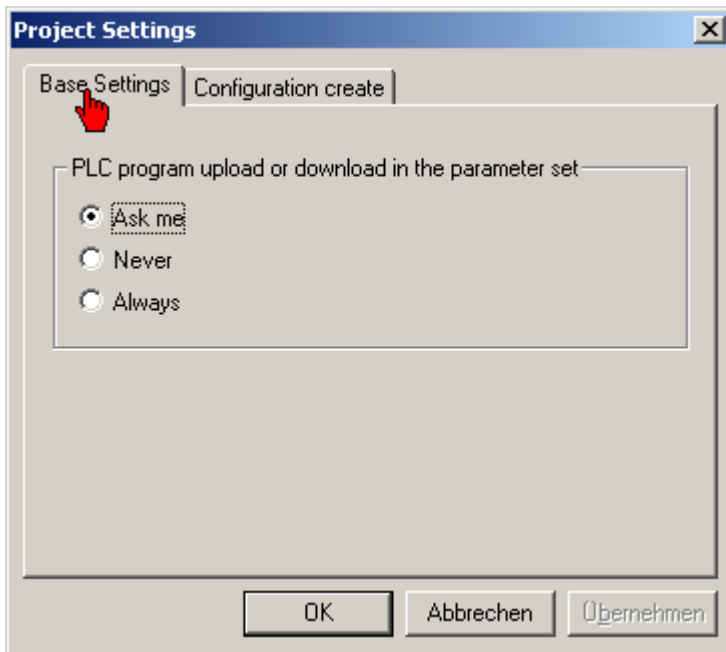 Project Settings
Base Settings
Configuration create
PLC program upload or download in the parameter set
Ask me
Never
Always
OK
Abbrechen
Übernehmen